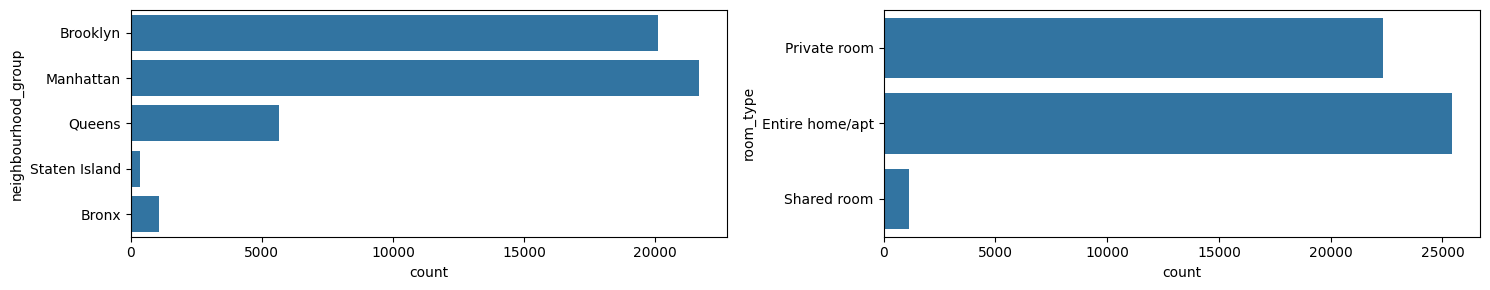 neighbourhood_group
Brooklyn
Manhattan
Queens
Staten Island
Bronx
0 5000 10000 15000 20000
count
room_type
Private room
Entire home/apt
Shared room
0 5000 10000 15000 20000 25000
count